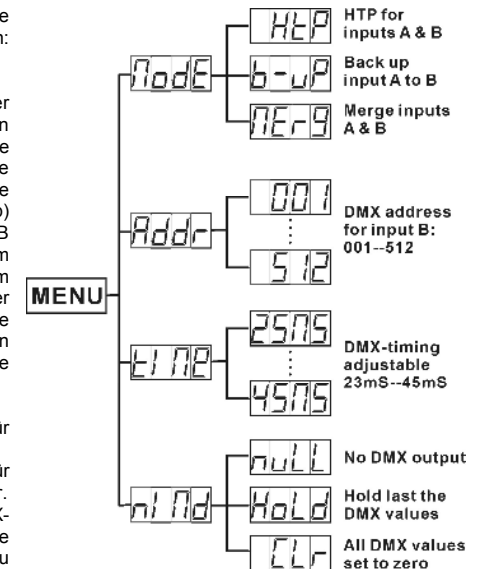 HtP
HTP for
inputs A & B
ModE
b-uP
Back up
input A to B
MErg
Merge inputs
A & B
Addr
001
512
DMX address
for input B:
001--512
MENU
tIME
25MS
45MS
DMX-timing
adjustable
23mS--45mS
nIMd
nuLL
No DMX output
HoLd
Hold last the
DMX values
CLr
All DMX values
set to zero